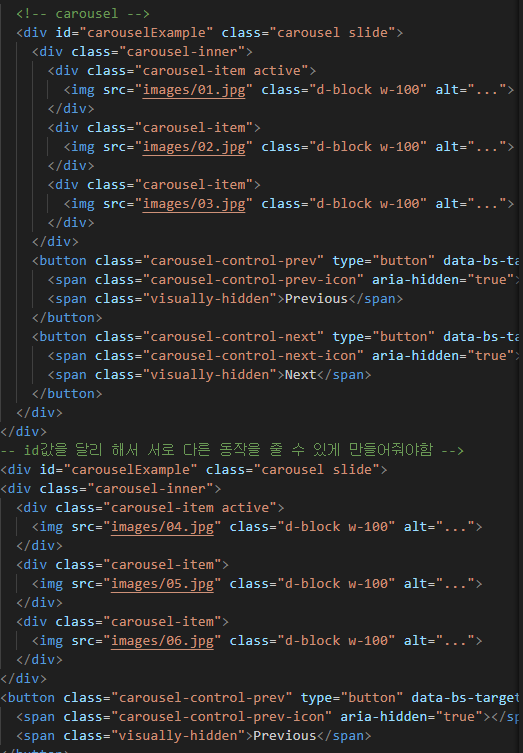 <!-- carousel -->
<div id="carouselExample" class="carousel slide">
<div class="carousel-inner">
<div class="carousel-item active">
<img src="images/01.jpg" class="d-block w-100" alt="...">
</div>
<div class="carousel-item">
<img src="images/02.jpg" class="d-block w-100" alt="...">
</div>
<div class="carousel-item">
<img src="images/03.jpg" class="d-block w-100" alt="...">
</div>
</div>
<button class="carousel-control-prev" type="button" data-bs-ta
<span class="carousel-control-prev-icon" aria-hidden="true">
<span class="visually-hidden">Previous</span>
</button>
<button class="carousel-control-next" type="button" data-bs-ta
<span class="carousel-control-next-icon" aria-hidden="true">
<span class="visually-hidden">Next</span>
</button>
</div>
</div>
-- id값을 달리 해서 서로 다른 동작을 줄 수 있게 만들어줘야함 -->
<div id="carouselExample" class="carousel slide">
<div class="carousel-inner">
<div class="carousel-item active">
<img src="images/04.jpg" class="d-block w-100" alt="...">
</div>
<div class="carousel-item">
<img src="images/05.jpg" class="d-block w-100" alt="...">
</div>
<div class="carousel-item">
<img src="images/06.jpg" class="d-block w-100" alt="...">
</div>
</div>
<button class="carousel-control-prev" type="button" data-bs-target
<span class="carousel-control-prev-icon" aria-hidden="true"></sp
<span class="visually-hidden">Previous</span>
</button>